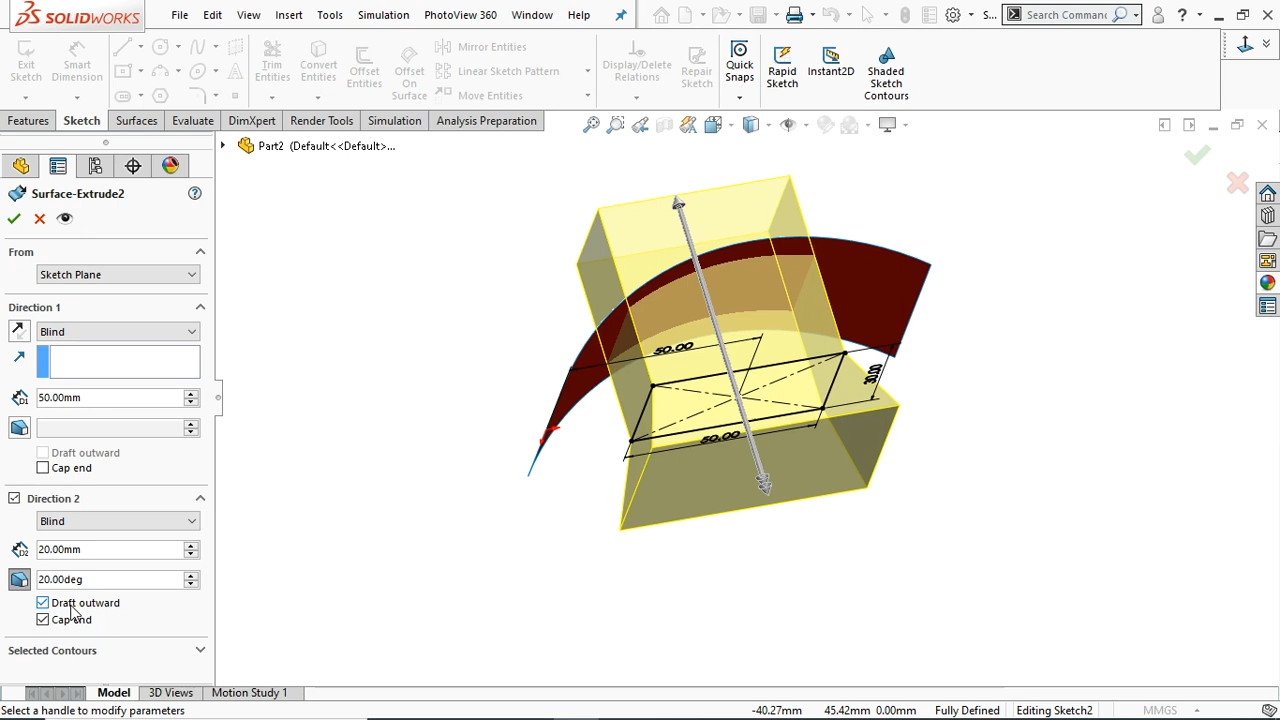 SOLIDWORKS File Edit View Insert Tools Simulation PhotoView 360 Window Help S... Search Comman ?
Exit Sketch
Smart Dimension
Trim Entities
Convert Entities
Offset Entities
Offset On Surface
Mirror Entities
Linear Sketch Pattern
Move Entities
Display/Delete Relations
Repair Sketch
Quick Snaps
Rapid Sketch
Instant2D
Shaded Sketch Contours
Features Sketch Surfaces Evaluate DimXpert Render Tools Simulation Analysis Preparation
Part2 (Default<<Default>...
Surface-Extrude2
From
Sketch Plane
Direction 1
Blind
50.00mm
Draft outward
Cap end
Direction 2
Blind
20.00mm
20.00deg
Draft outward
Cap end
Selected Contours
50.00
30.00
50.00
Model 3D Views Motion Study 1
Select a handle to modify parameters -40.27mm 45.42mm 0.00mm Fully Defined Editing Sketch2 MMGS